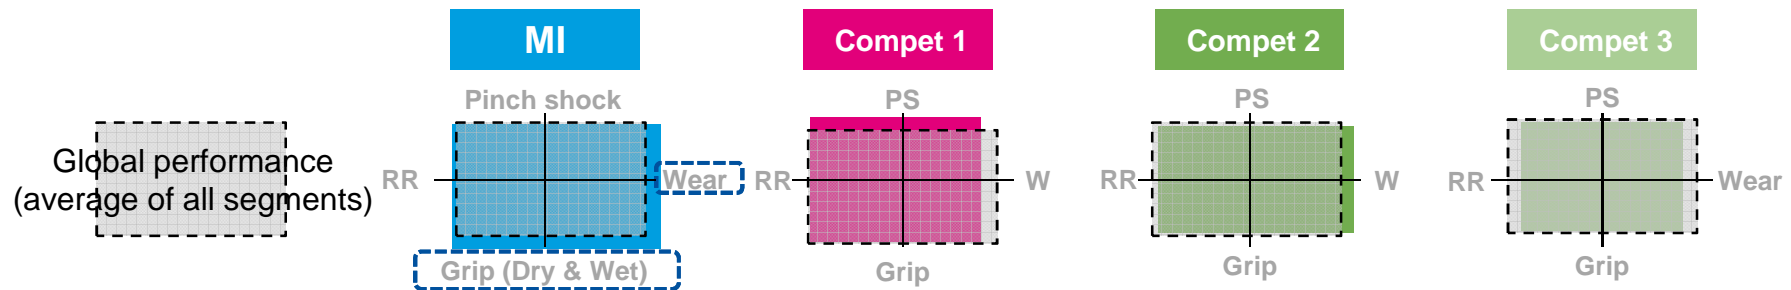 MI
Compet 1
Compet 2
Compet 3
Global performance
(average of all segments)
Pinch shock
RR
Wear
Grip (Dry & Wet)
PS
RR
W
Grip
PS
RR
W
Grip
PS
RR
Wear
Grip